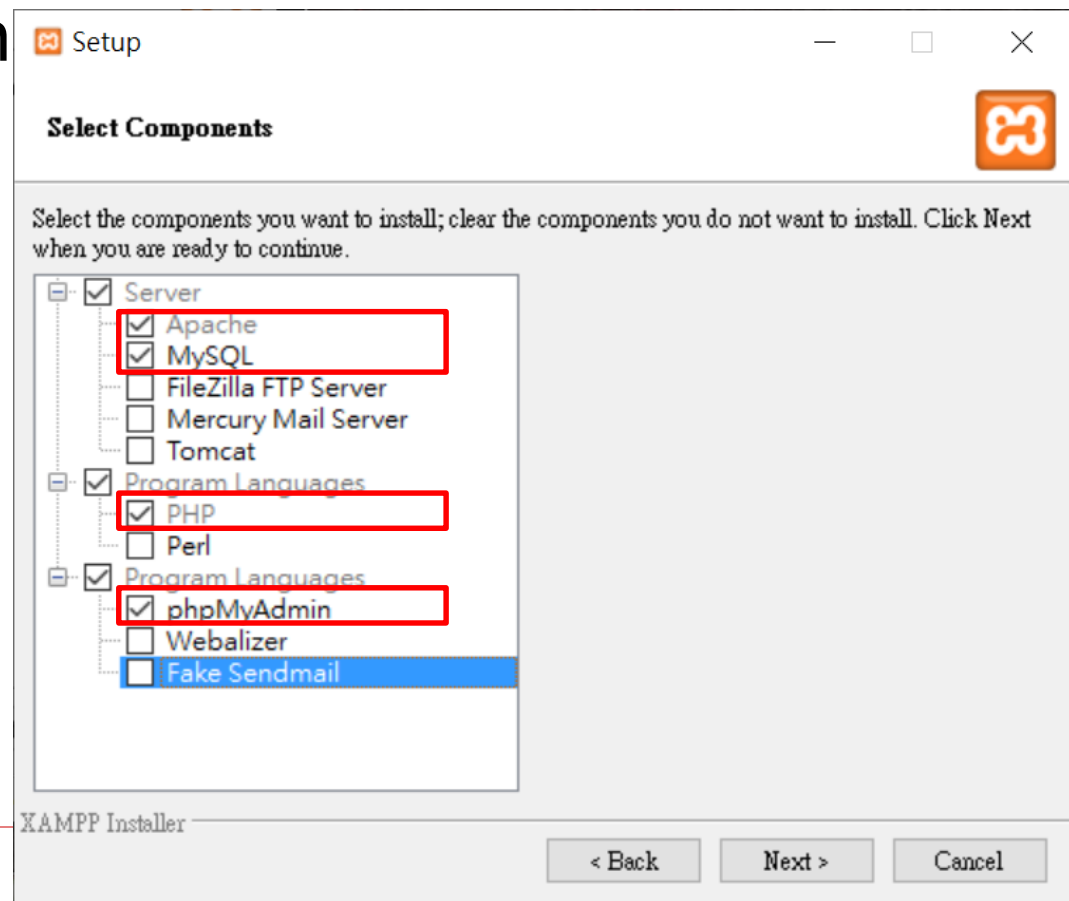 n
Setup
Select Components
Select the components you want to install; clear the components you do not want to install. Click Next
when you are ready to continue.
Server
Apache
MySQL
FileZilla FTP Server
Mercury Mail Server
Tomcat
Program Languages
PHP
Perl
Program Languages
phpMyAdmin
Webalizer
Fake Sendmail
XAMPP Installer
< Back
Next >
Cancel